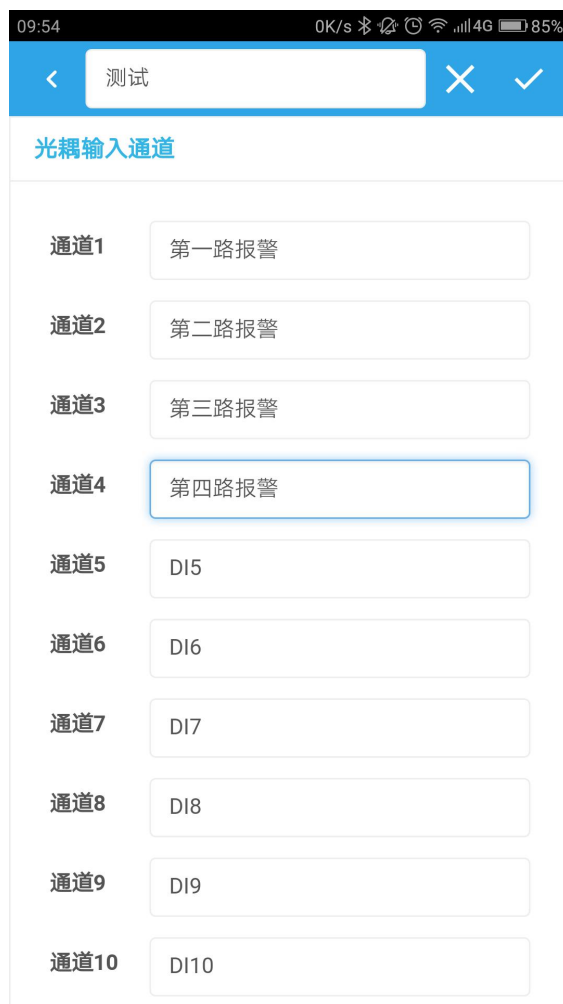 09:54 0K/s 4G 85%
测试
光耦输入通道
通道1 第一路报警
通道2 第二路报警
通道3 第三路报警
通道4 第四路报警
通道5 DI5
通道6 DI6
通道7 DI7
通道8 DI8
通道9 DI9
通道10 DI10